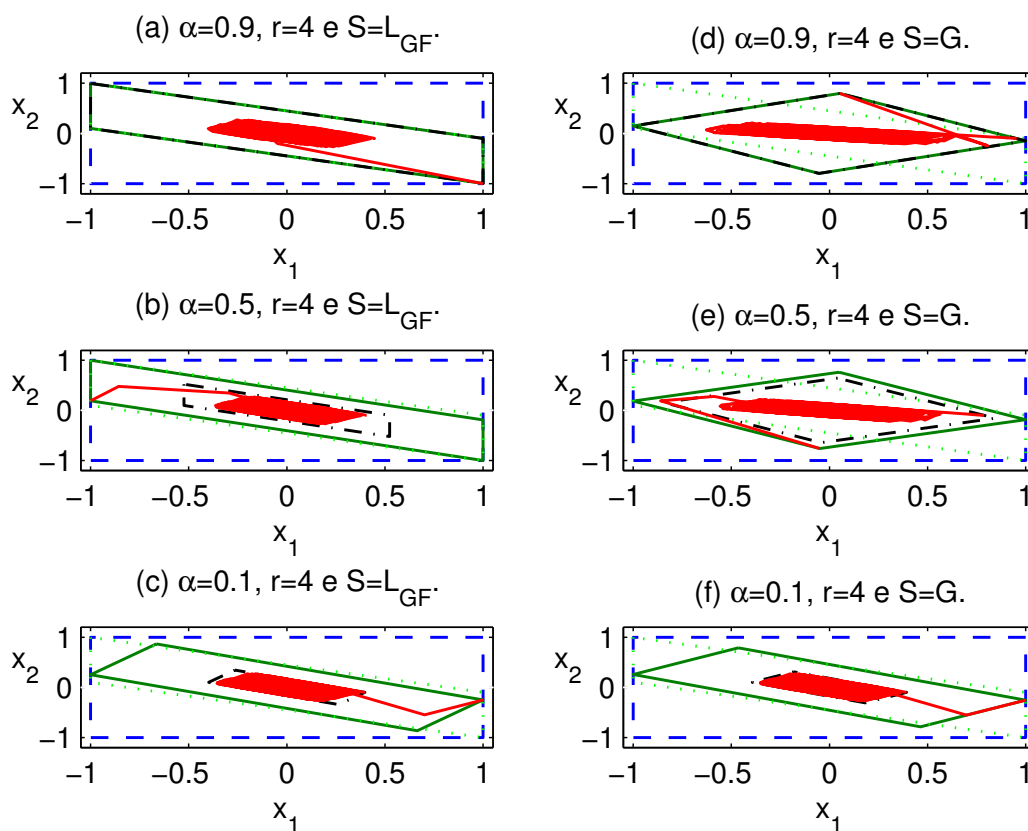 (a) α=0.9, r=4 e S=L_GF.
1
0
−1
x_2
−1
−0.5
0
0.5
1
x_1
(d) α=0.9, r=4 e S=G.
1
0
−1
x_2
−1
−0.5
0
0.5
1
x_1
(b) α=0.5, r=4 e S=L_GF.
1
0
−1
x_2
−1
−0.5
0
0.5
1
x_1
(e) α=0.5, r=4 e S=G.
1
0
−1
x_2
−1
−0.5
0
0.5
1
x_1
(c) α=0.1, r=4 e S=L_GF.
1
0
−1
x_2
−1
−0.5
0
0.5
1
x_1
(f) α=0.1, r=4 e S=G.
1
0
−1
x_2
−1
−0.5
0
0.5
1
x_1